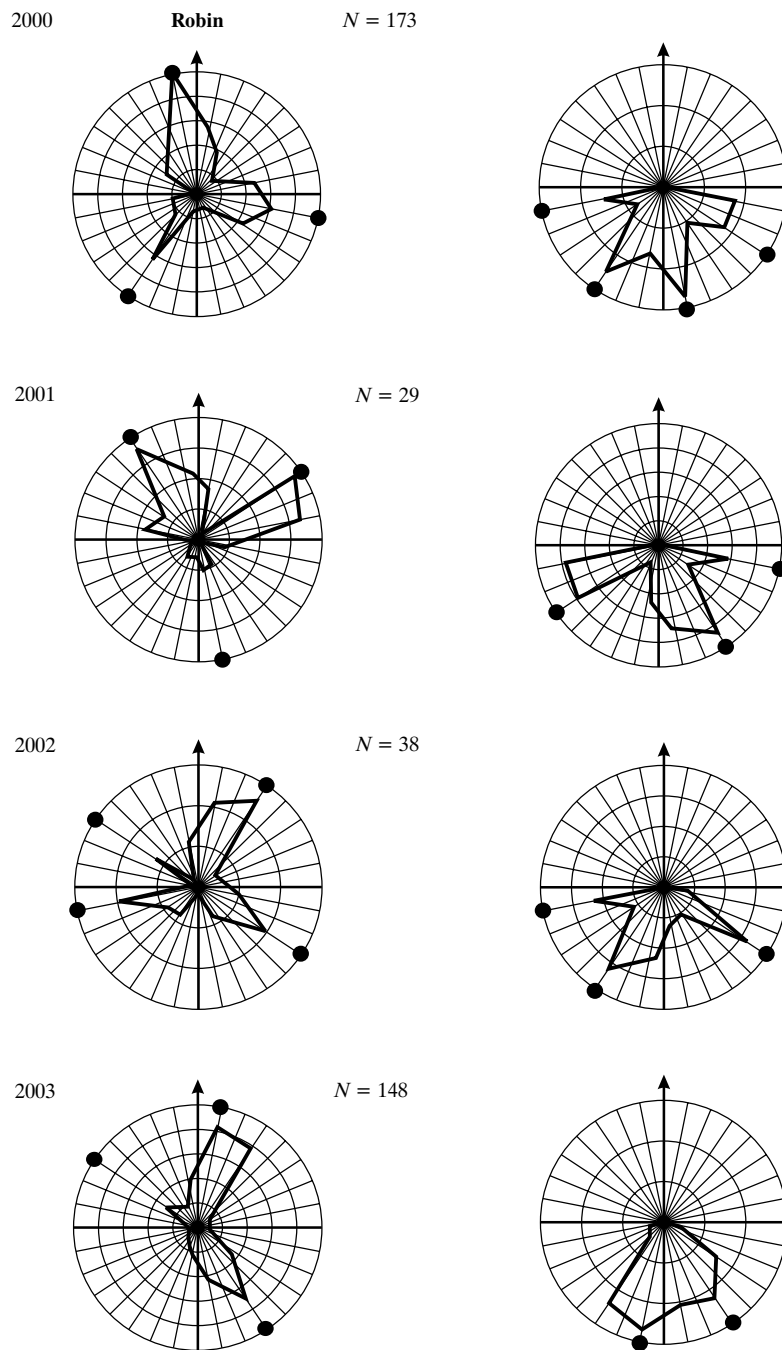 2000 Robin N = 173
2001 N = 29
2002 N = 38
2003 N = 148